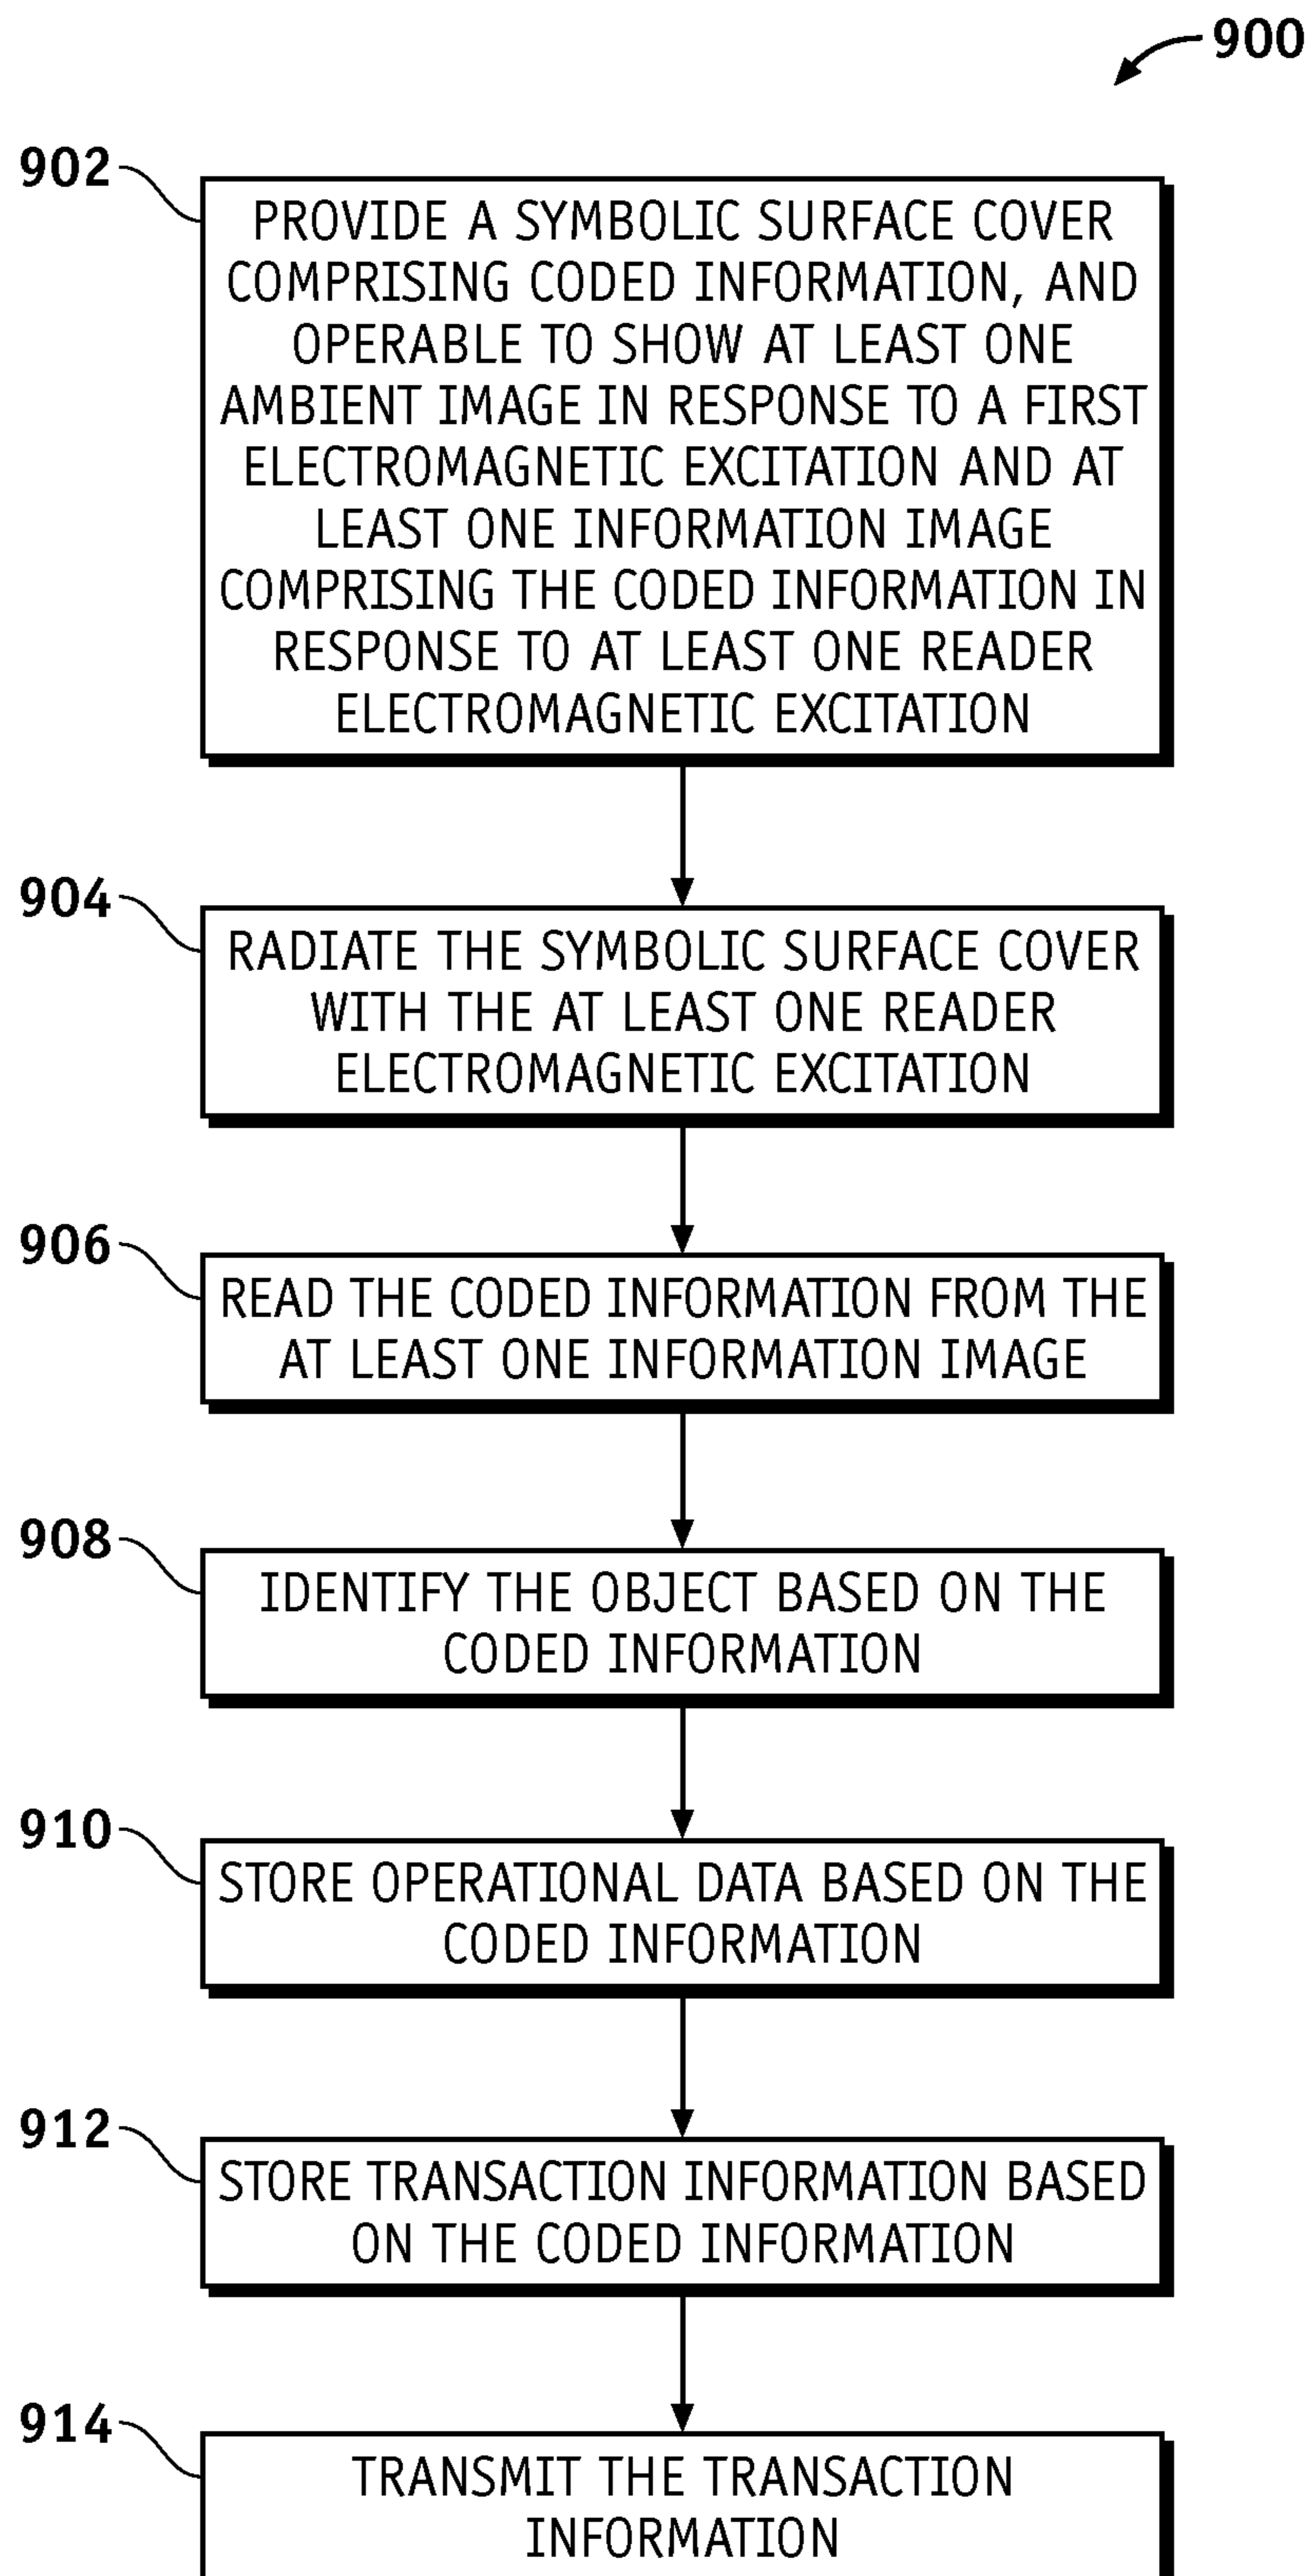 900
902
PROVIDE A SYMBOLIC SURFACE COVER
COMPRISING CODED INFORMATION, AND
OPERABLE TO SHOW AT LEAST ONE
AMBIENT IMAGE IN RESPONSE TO A FIRST
ELECTROMAGNETIC EXCITATION AND AT
LEAST ONE INFORMATION IMAGE
COMPRISING THE CODED INFORMATION IN
RESPONSE TO AT LEAST ONE READER
ELECTROMAGNETIC EXCITATION
904
RADIATE THE SYMBOLIC SURFACE COVER
WITH THE AT LEAST ONE READER
ELECTROMAGNETIC EXCITATION
906
READ THE CODED INFORMATION FROM THE
AT LEAST ONE INFORMATION IMAGE
908
IDENTIFY THE OBJECT BASED ON THE
CODED INFORMATION
910
STORE OPERATIONAL DATA BASED ON THE
CODED INFORMATION
912
STORE TRANSACTION INFORMATION BASED
ON THE CODED INFORMATION
914
TRANSMIT THE TRANSACTION
INFORMATION